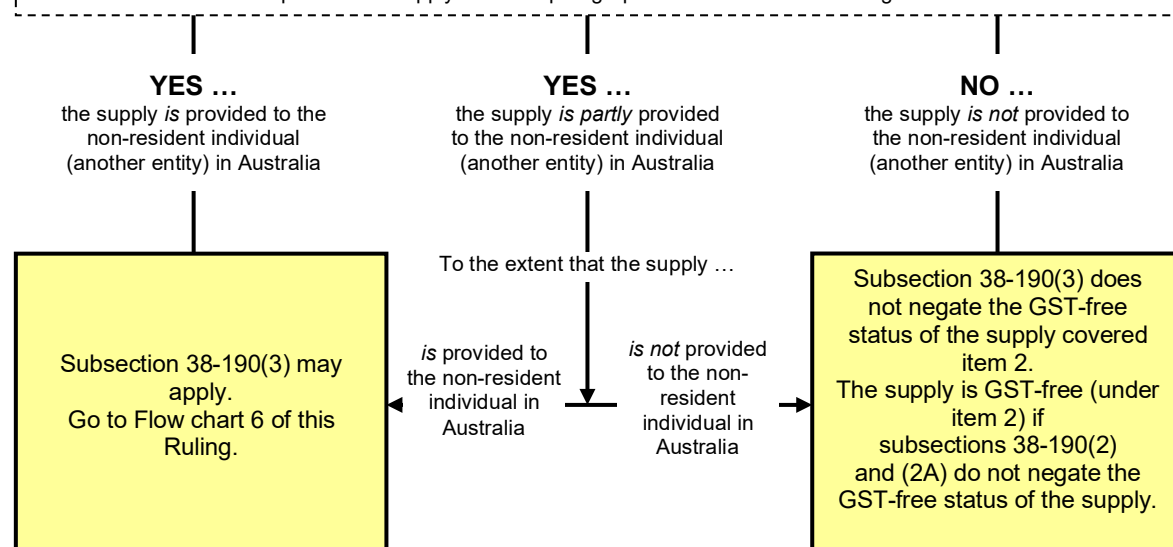 YES …
the supply is provided to the
non-resident individual
(another entity) in Australia
YES …
the supply is partly provided
to the non-resident individual
(another entity) in Australia
NO …
the supply is not provided to
the non-resident individual
(another entity) in Australia
To the extent that the supply …
Subsection 38-190(3) may
apply.
Go to Flow chart 6 of this
Ruling.
is provided to
the non-resident
individual in
Australia
is not provided
to the non-
resident
individual in
Australia
Subsection 38-190(3) does
not negate the GST-free
status of the supply covered
item 2.
The supply is GST-free (under
item 2) if
subsections 38-190(2)
and (2A) do not negate the
GST-free status of the supply.